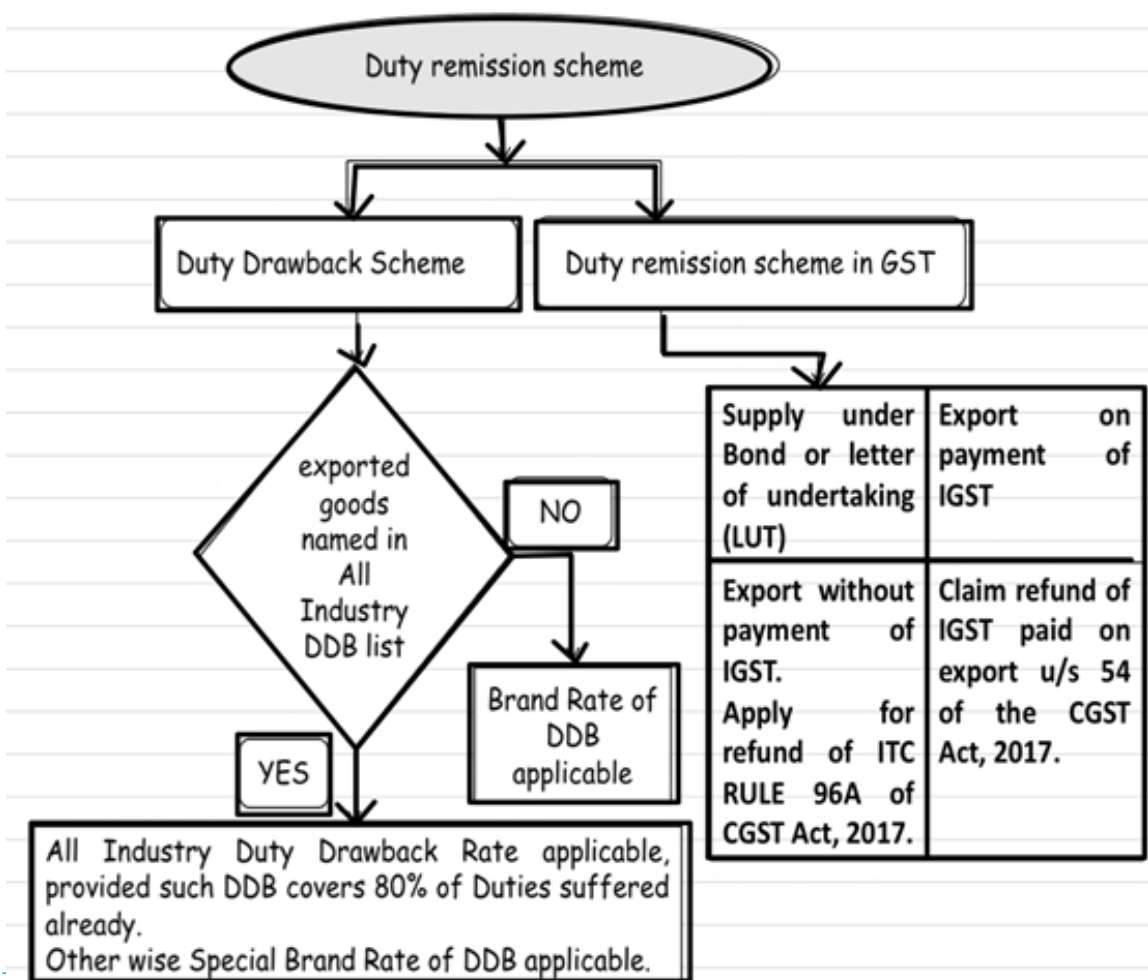 Duty remission scheme
Duty Drawback Scheme
Duty remission scheme in GST
exported
goods
named in
All
Industry
DDB list
NO
Brand Rate of
DDB
applicable
YES
All Industry Duty Drawback Rate applicable,
provided such DDB covers 80% of Duties suffered
already.
Other wise Special Brand Rate of DDB applicable.
Supply under
Bond or letter
of undertaking
(LUT)
Export on
payment of
IGST
Export without
payment of
IGST.
Apply for
refund of ITC
RULE 96A of
CGST Act, 2017.
Claim refund of
IGST paid on
export u/s 54
of the CGST
Act, 2017.